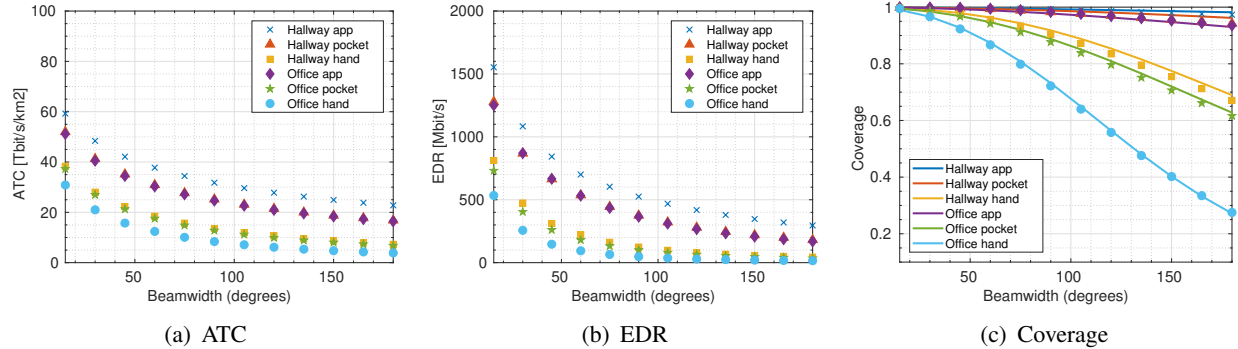 ATC [Tbit/s/km2]
100
80
60
40
20
0
50
100
150
Beamwidth (degrees)
Hallway app
Hallway pocket
Hallway hand
Office app
Office pocket
Office hand
(a) ATC
EDR [Mbit/s]
2000
1500
1000
500
0
50
100
150
Beamwidth (degrees)
Hallway app
Hallway pocket
Hallway hand
Office app
Office pocket
Office hand
(b) EDR
Coverage
1
0.8
0.6
0.4
0.2
50
100
150
Beamwidth (degrees)
Hallway app
Hallway pocket
Hallway hand
Office app
Office pocket
Office hand
(c) Coverage